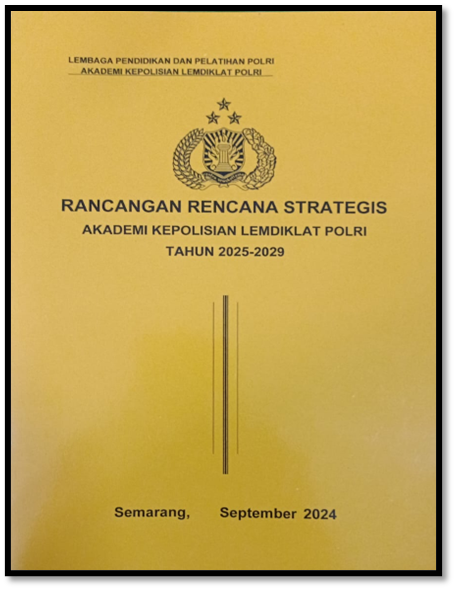 LEMBAGA PENDIDIKAN DAN PELATIHAN POLRI
AKADEMI KEPOLISIAN LEMDIKLAT POLRI
RANCANGAN RENCANA STRATEGIS
AKADEMI KEPOLISIAN LEMDIKLAT POLRI
TAHUN 2025-2029
Semarang, September 2024